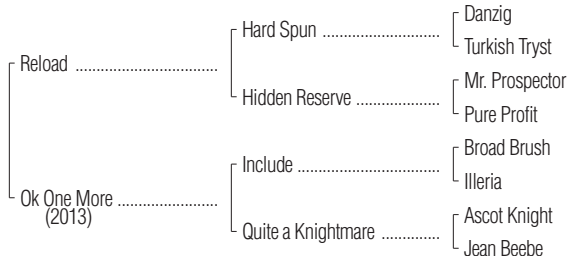 Danzig
Hard Spun ..............................
Turkish Tryst
Reload .....................................
Mr. Prospector
Hidden Reserve ......................
Pure Profit
Broad Brush
Include ....................................
Illeria
Ok One More ..........................
(2013)
Ascot Knight
Quite a Knightmare ................
Jean Beebe